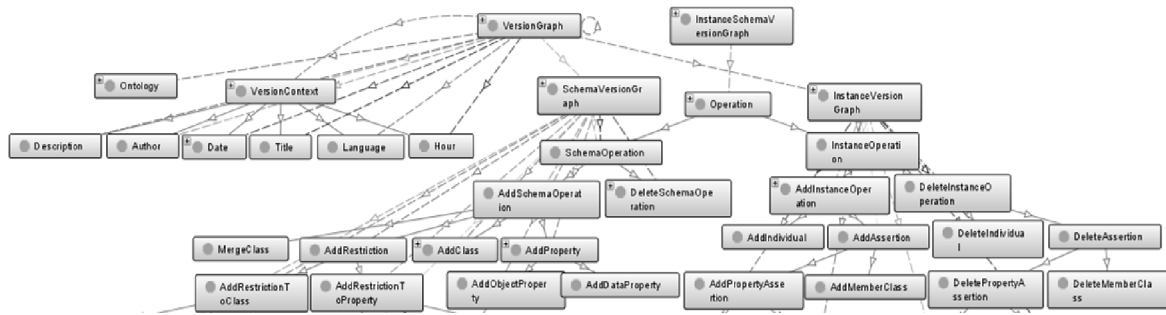 VersionGraph
InstanceSchemaV
ersionGraph
Ontology
VersionContext
SchemaVersionGr
aph
Operation
InstanceVersion
Graph
Description
Author
Date
Title
Language
Hour
SchemaOperation
InstanceOperati
on
AddSchemaOperat
ion
DeleteSchemaOpe
ration
AddInstanceOper
ation
DeleteInstanceO
peration
MergeClass
AddRestriction
AddClass
AddProperty
AddIndividual
AddAssertion
DeleteIndividua
l
DeleteAssertion
AddRestrictionT
oClass
AddRestrictionT
oProperty
AddObjectProper
ty
AddDataProperty
AddPropertyAsse
rtion
AddMemberClass
DeletePropertyA
ssertion
DeleteMemberCla
ss